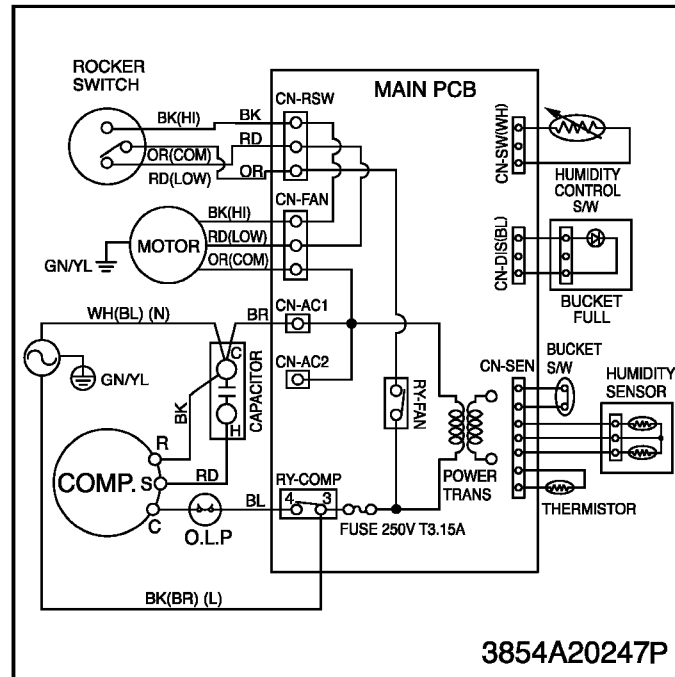 ROCKER
SWITCH
BK(HI)
OR(COM)
RD(LOW)
BK
RD
OR
CN-RSW
MAIN PCB
CN-SW(WH)
HUMIDITY
CONTROL
S/W
CN-FAN
BK(HI)
RD(LOW)
OR(COM)
MOTOR
GN/YL
CN-DIS(BL)
BUCKET
FULL
WH(BL) (N)
BR
CN-AC1
CN-AC2
GN/YL
C
H
CAPACITOR
BK
RY-FAN
CN-SEN
BUCKET
S/W
HUMIDITY
SENSOR
COMP.
R
S
C
RD
BL
O.L.P
RY-COMP
4
3
FUSE 250V T3.15A
POWER
TRANS
THERMISTOR
BK(BR) (L)
3854A20247P